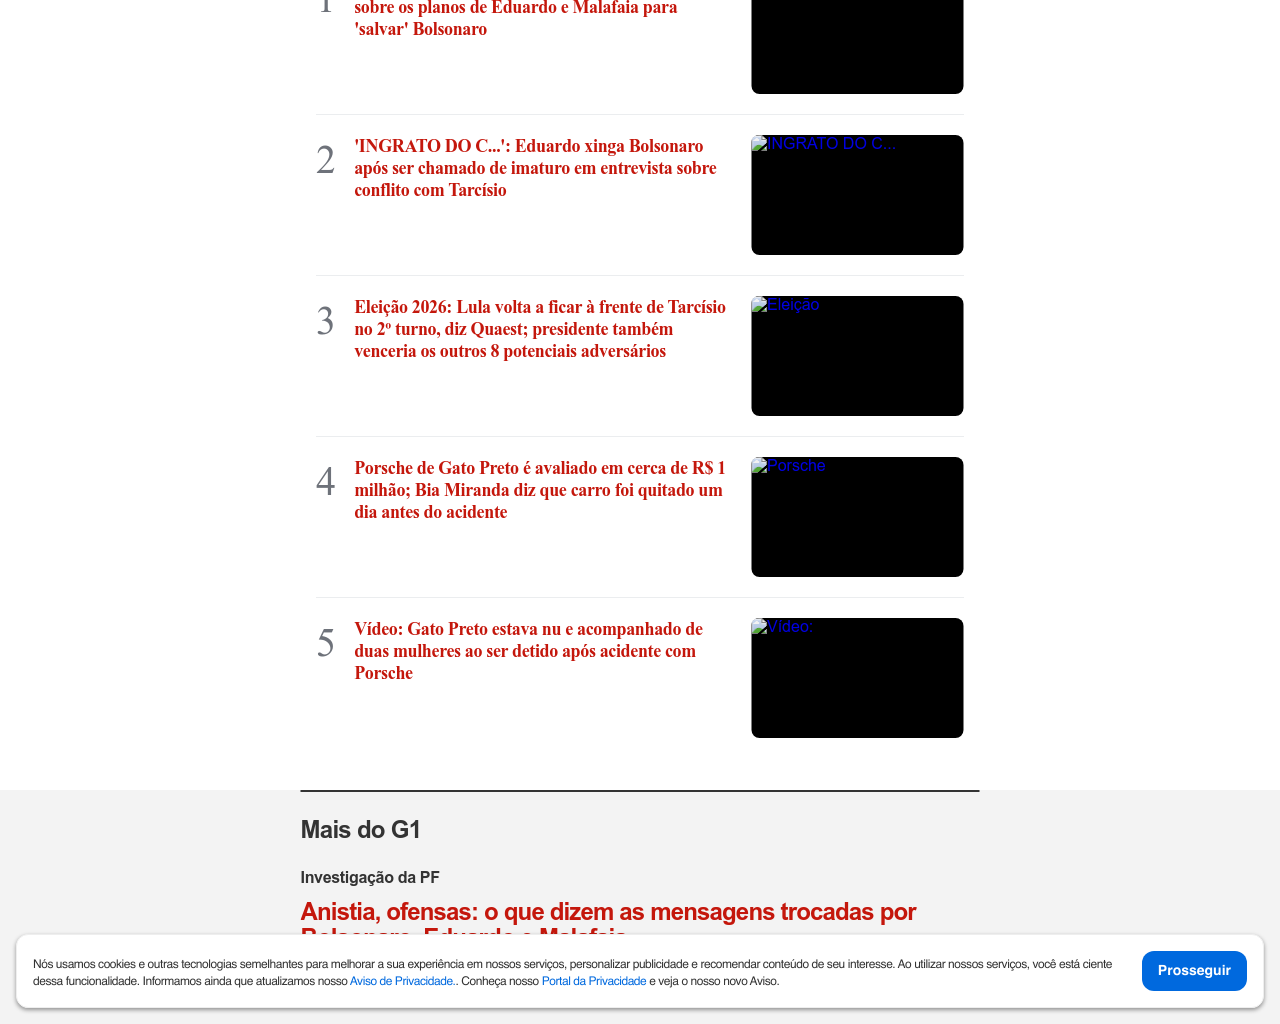 1
sobre os planos de Eduardo e Malafaia para
'salvar' Bolsonaro
2
'INGRATO DO C...': Eduardo xinga Bolsonaro
após ser chamado de imaturo em entrevista sobre
conflito com Tarcísio
INGRATO DO C...
3
Eleição 2026: Lula volta a ficar à frente de Tarcísio
no 2º turno, diz Quaest; presidente também
venceria os outros 8 potenciais adversários
Eleição
4
Porsche de Gato Preto é avaliado em cerca de R$ 1
milhão; Bia Miranda diz que carro foi quitado um
dia antes do acidente
Porsche
5
Vídeo: Gato Preto estava nu e acompanhado de
duas mulheres ao ser detido após acidente com
Porsche
Vídeo:
Mais do G1
Investigação da PF
Anistia, ofensas: o que dizem as mensagens trocadas por
Bolsonaro, Eduardo e Malafaia
Nós usamos cookies e outras tecnologias semelhantes para melhorar a sua experiência em nossos serviços, personalizar publicidade e recomendar conteúdo de seu interesse. Ao utilizar nossos serviços, você está ciente
dessa funcionalidade. Informamos ainda que atualizamos nosso Aviso de Privacidade.. Conheça nosso Portal da Privacidade e veja o nosso novo Aviso.
Prosseguir